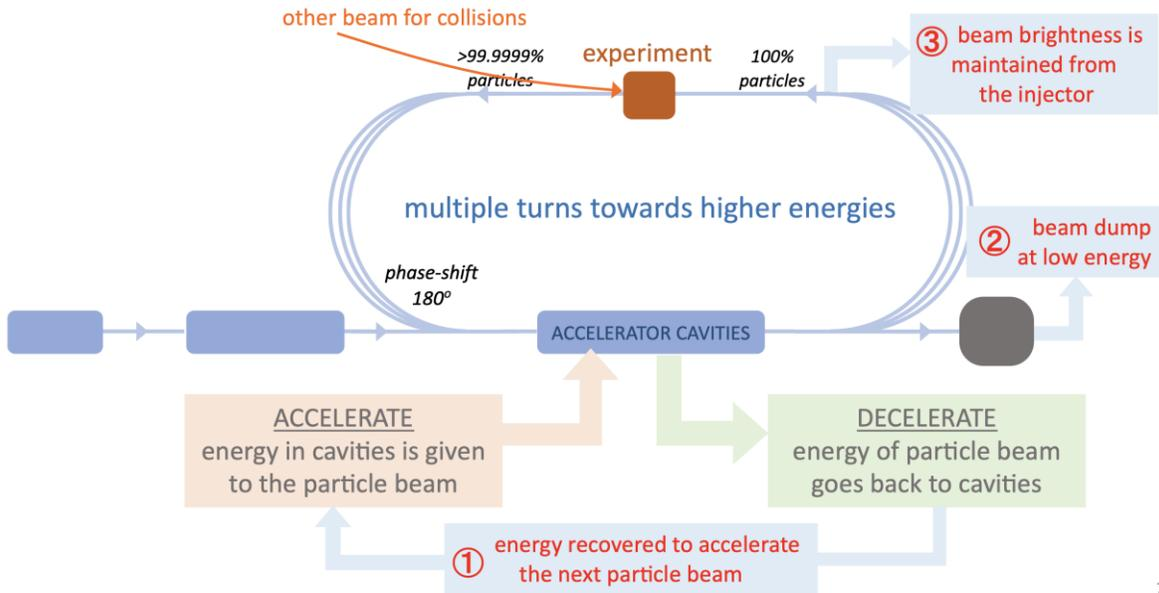 other beam for collisions
>99.9999%
particles
experiment
100%
particles
③ beam brightness is
maintained from
the injector
multiple turns towards higher energies
② beam dump
at low energy
phase-shift
180º
ACCELERATOR CAVITIES
ACCELERATE
energy in cavities is given
to the particle beam
DECELERATE
energy of particle beam
goes back to cavities
① energy recovered to accelerate
the next particle beam